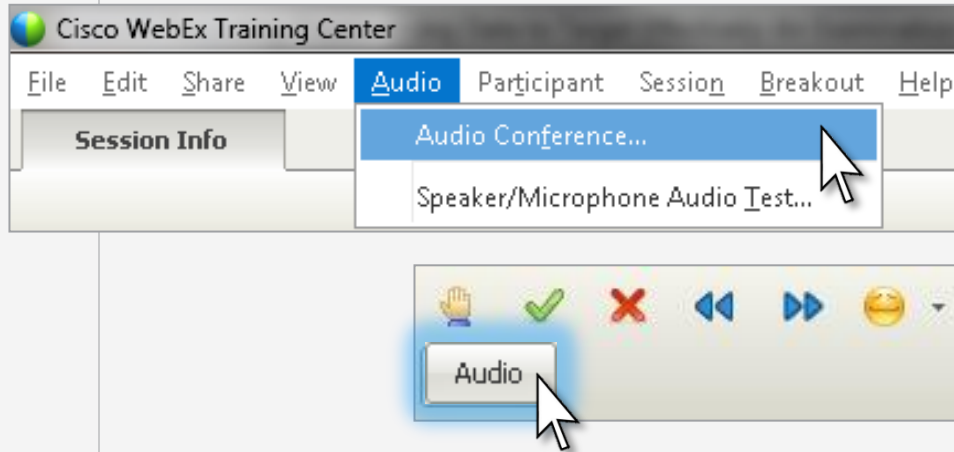 Cisco WebEx Training Center
File Edit Share View Audio Participant Session Breakout Help
Session Info
Audio Conference...
Speaker/Microphone Audio Test...
Audio